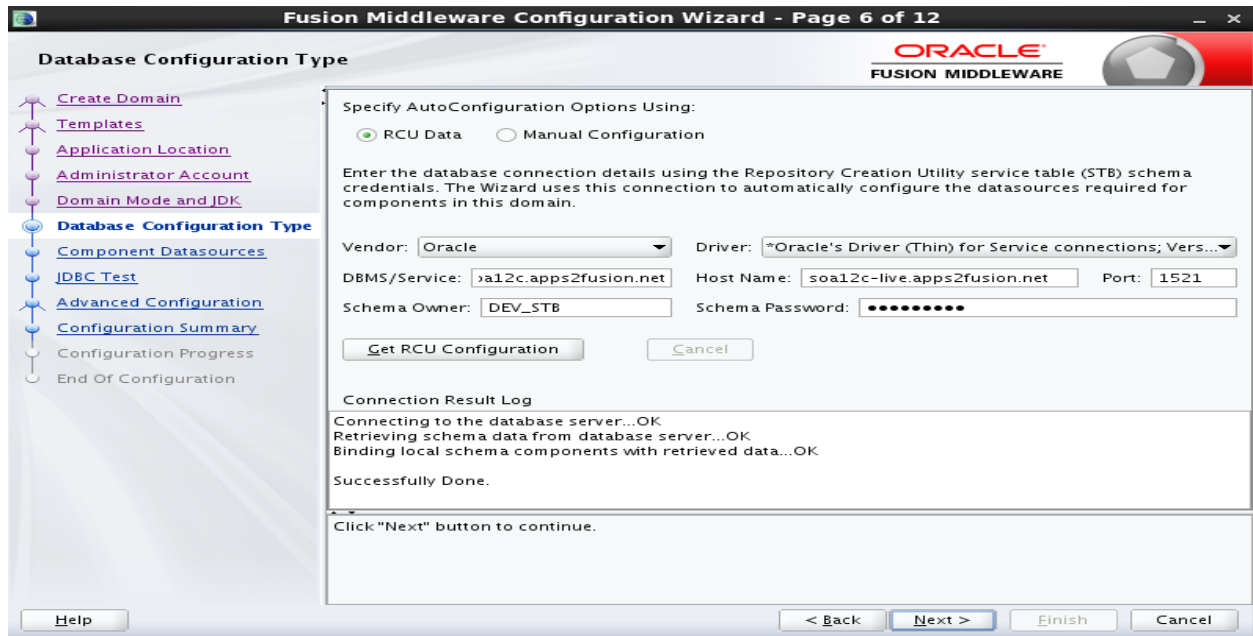 Fusion Middleware Configuration Wizard - Page 6 of 12
Database Configuration Type
ORACLE
FUSION MIDDLEWARE
Create Domain
Templates
Application Location
Administrator Account
Domain Mode and JDK
Database Configuration Type
Component Datasources
JDBC Test
Advanced Configuration
Configuration Summary
Configuration Progress
End Of Configuration
Specify AutoConfiguration Options Using:
RCU Data Manual Configuration
Enter the database connection details using the Repository Creation Utility service table (STB) schema
credentials. The Wizard uses this connection to automatically configure the datasources required for
components in this domain.
Vendor: Oracle Driver: *Oracle's Driver (Thin) for Service connections; Vers...
DBMS/Service: a12c.apps2fusion.net Host Name: soa12c-live.apps2fusion.net Port: 1521
Schema Owner: DEV_STB Schema Password: •••••••••
Get RCU Configuration Cancel
Connection Result Log
Connecting to the database server...OK
Retrieving schema data from database server...OK
Binding local schema components with retrieved data...OK
Successfully Done.
Click "Next" button to continue.
Help < Back Next > Finish Cancel